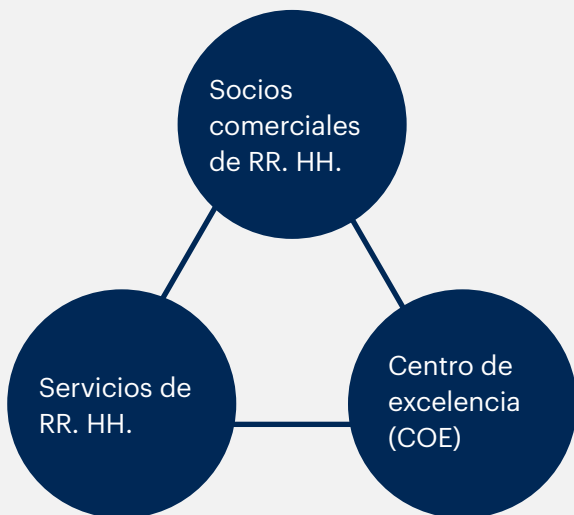 Socios
comerciales
de RR. HH.
Servicios de
RR. HH.
Centro de
excelencia
(COE)